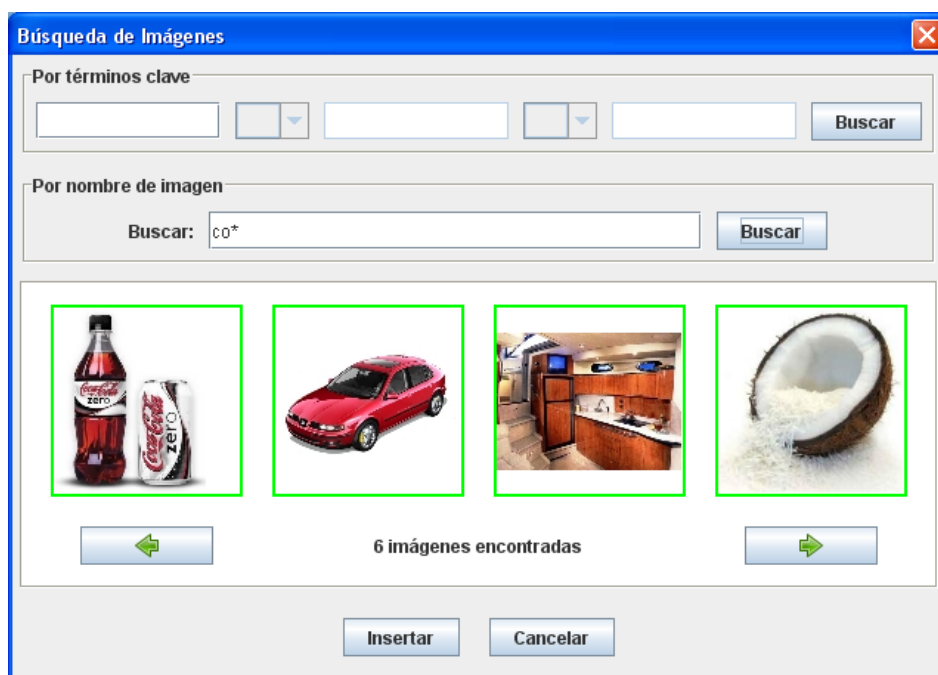 Búsqueda de Imágenes
Por términos clave
Buscar
Por nombre de imagen
Buscar: co* Buscar
Coca-Cola
zero
Coca-Cola
zero
6 imágenes encontradas
Insertar Cancelar